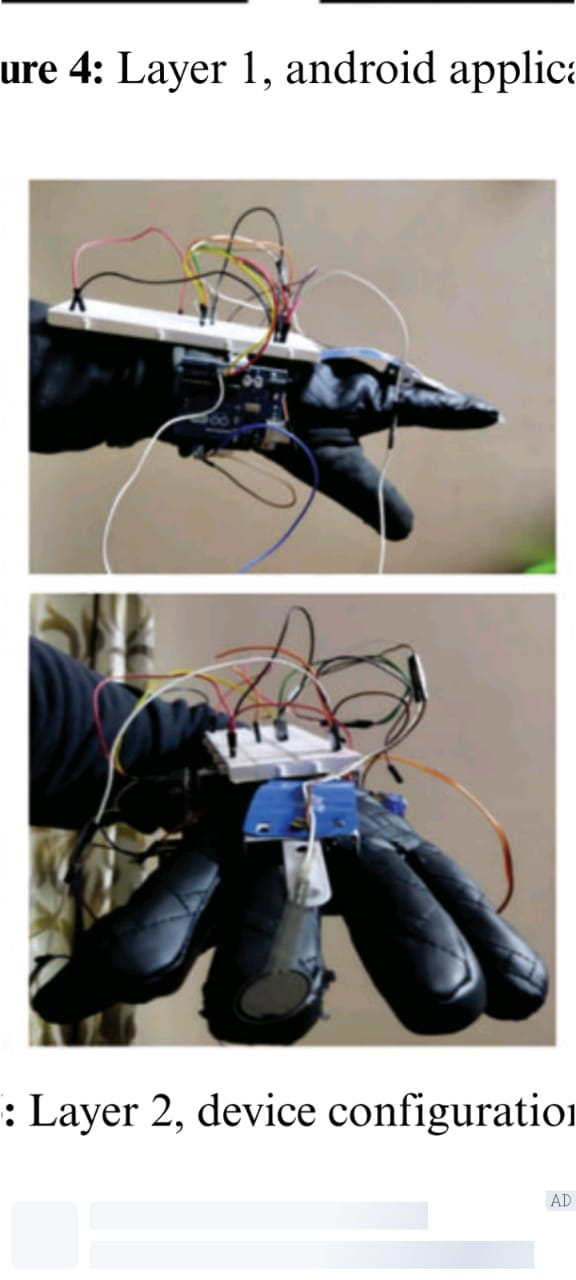 ure 4: Layer 1, android applica
: Layer 2, device configuration
AD